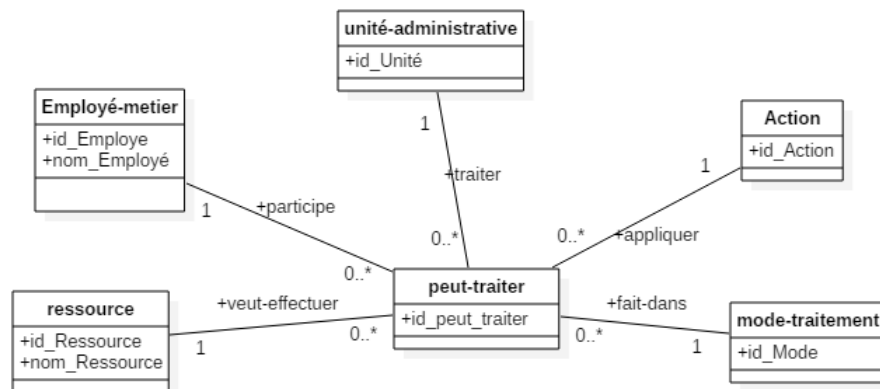 unité-administrative
+id_Unité
Employé-metier
+id_Employe
+nom_Employé
Action
+id_Action
1
+traiter
0..*
1
+participe
0..*
1
+appliquer
0..*
peut-traiter
+id_peut_traiter
ressource
+id_Ressource
+nom_Ressource
+veut-effectuer
1
0..*
+fait-dans
0..*
1
mode-traitement
+id_Mode